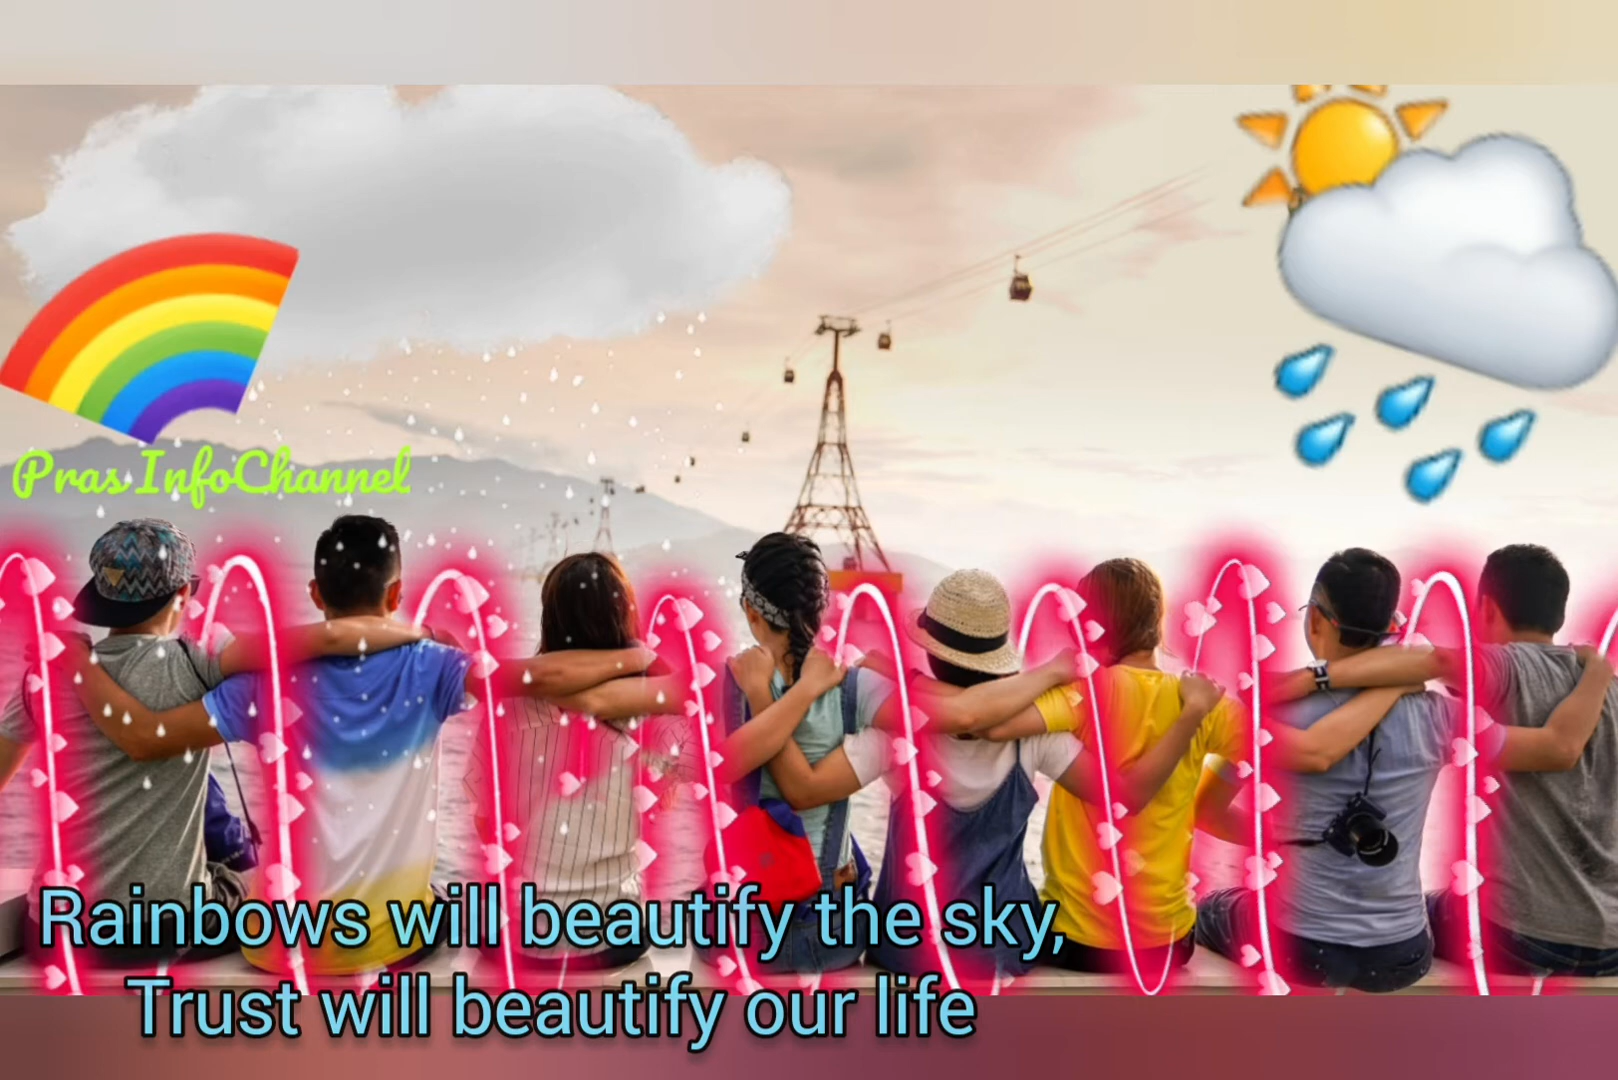 Pras InfoChannel
Rainbows will beautify the sky,
Trust will beautify our life